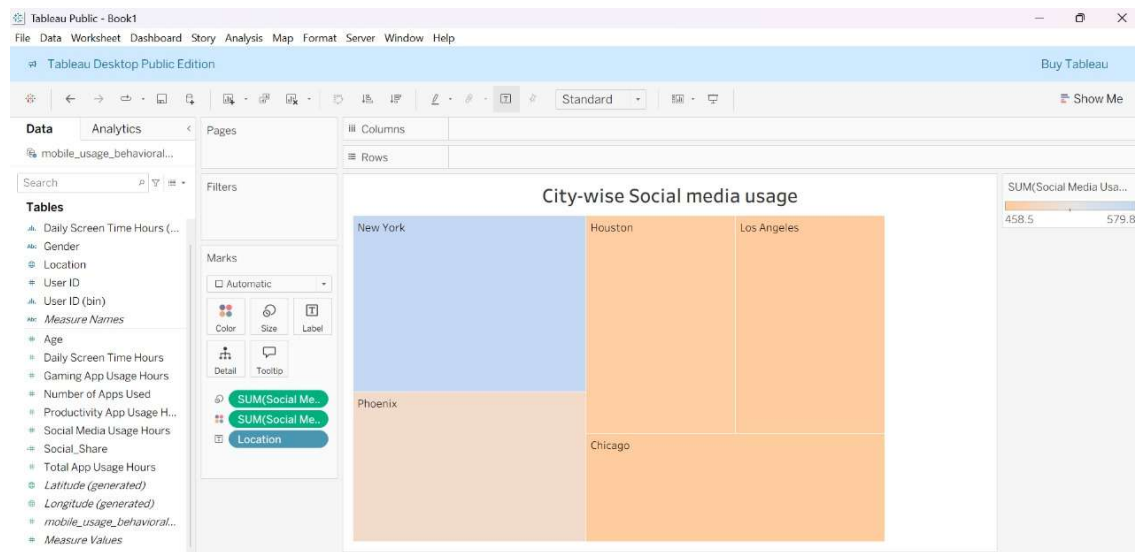 Tableau Public - Book1
File Data Worksheet Dashboard Story Analysis Map Format Server Window Help
Tableau Desktop Public Edition
Buy Tableau
Standard
Show Me
Data Analytics
mobile_usage_behavioral...
Search
Tables
Daily Screen Time Hours (...
Abc Gender
Location
# User ID
User ID (bin)
Abc Measure Names
# Age
# Daily Screen Time Hours
# Gaming App Usage Hours
# Number of Apps Used
# Productivity App Usage H...
# Social Media Usage Hours
=# Social_Share
# Total App Usage Hours
Latitude (generated)
Longitude (generated)
# mobile_usage_behavioral...
# Measure Values
Pages
Filters
Marks
Automatic
Color Size Label
Detail Tooltip
SUM(Social Me..
SUM(Social Me..
Location
Columns
Rows
City-wise Social media usage
New York
Houston
Los Angeles
Phoenix
Chicago
SUM(Social Media Usa...
458.5 579.8